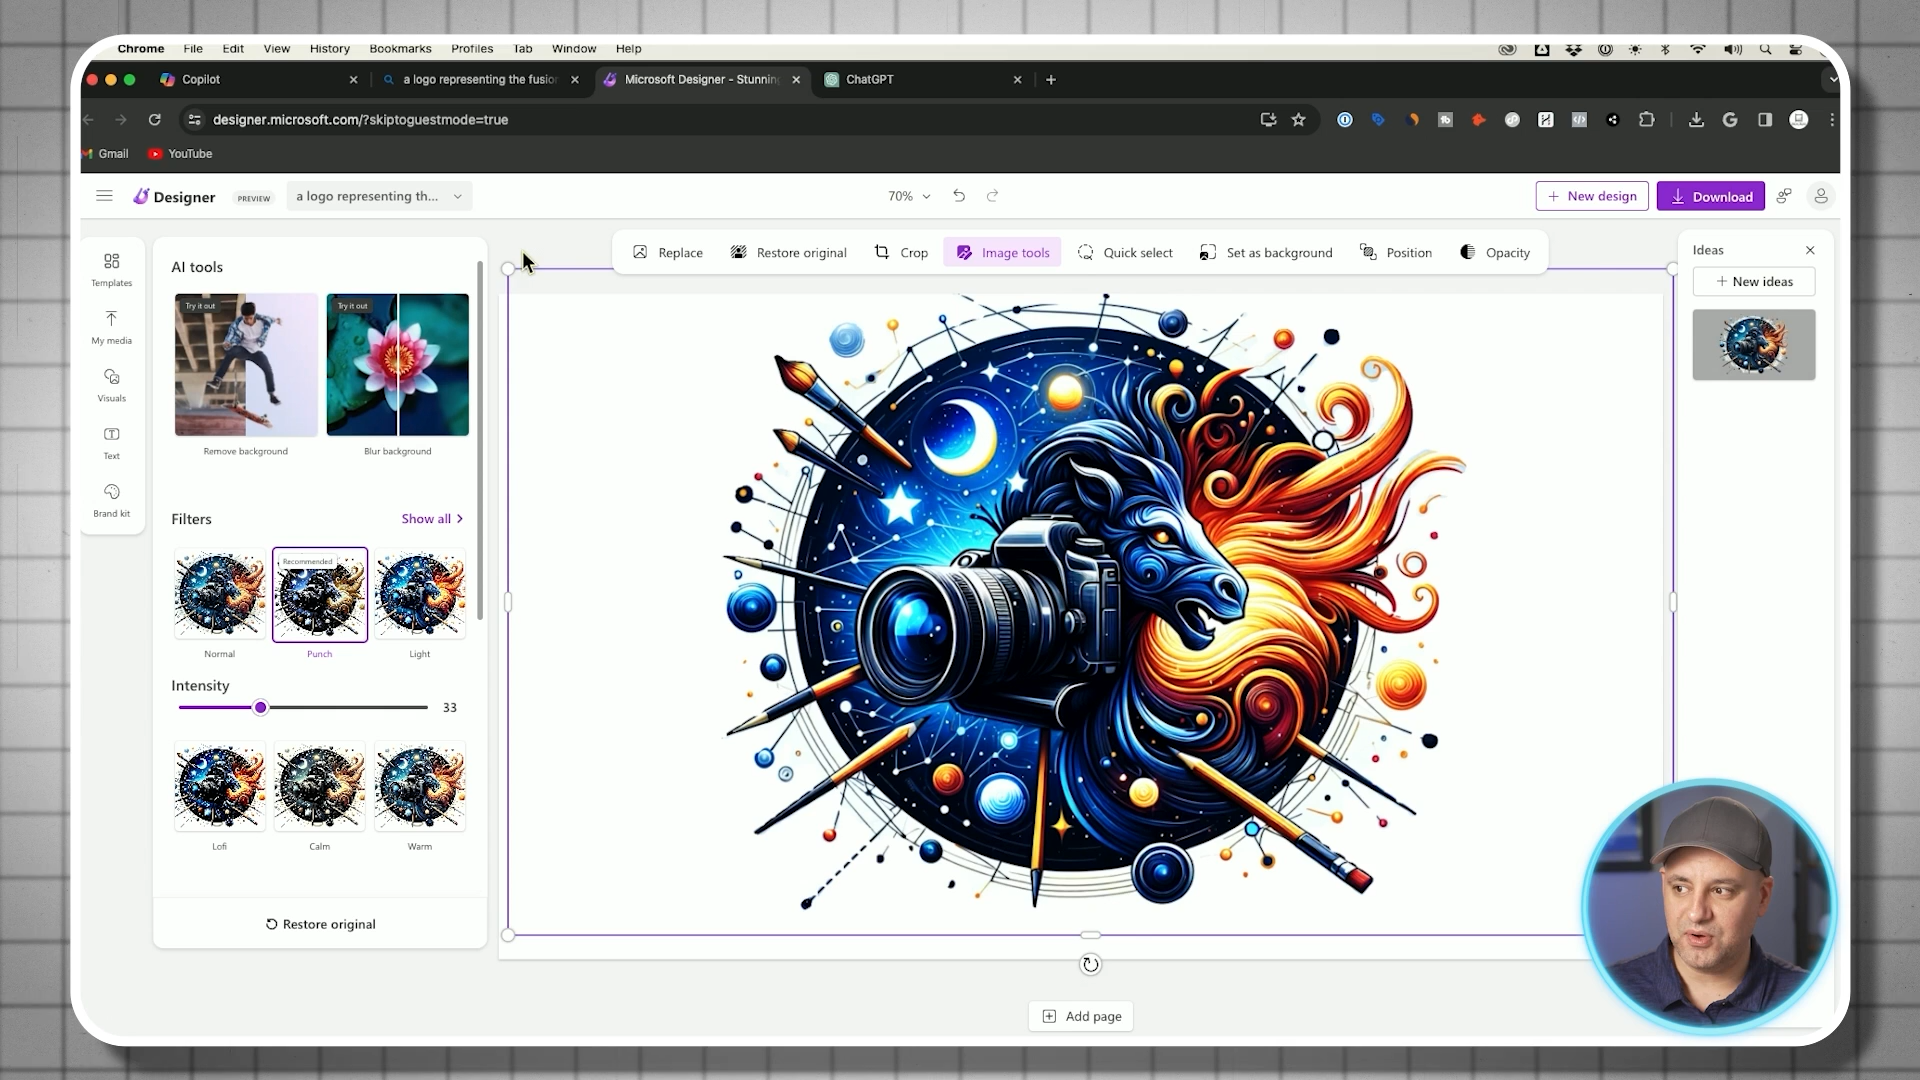 Chrome File Edit View History Bookmarks Profiles Tab Window Help
Copilot
a logo representing the fusion
Microsoft Designer - Stunning
ChatGPT
designer.microsoft.com/?skiptoguestmode=true
Gmail YouTube
Designer PREVIEW a logo representing th... 70% New design Download
Replace Restore original Crop Image tools Quick select Set as background Position Opacity
Ideas
New ideas
Templates
My media
Visuals
Text
Brand kit
AI tools
Try it out
Try it out
Remove background
Blur background
Filters
Show all
Recommended
Normal
Punch
Light
Intensity
33
Lofi
Calm
Warm
Restore original
Add page